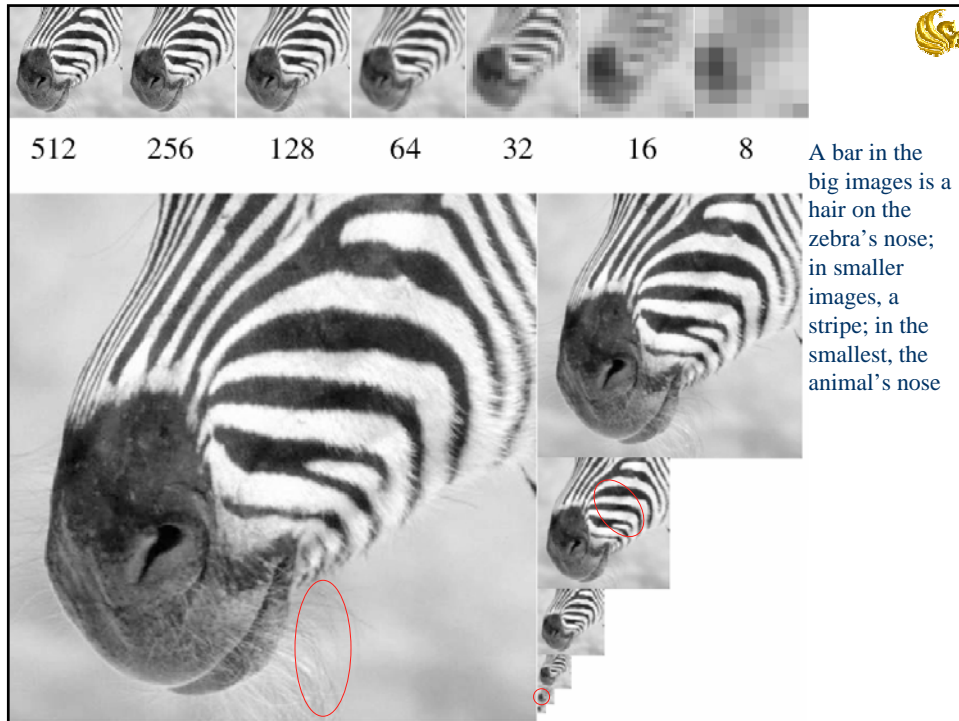 512 256 128 64 32 16 8
A bar in the
big images is a
hair on the
zebra’s nose;
in smaller
images, a
stripe; in the
smallest, the
animal’s nose